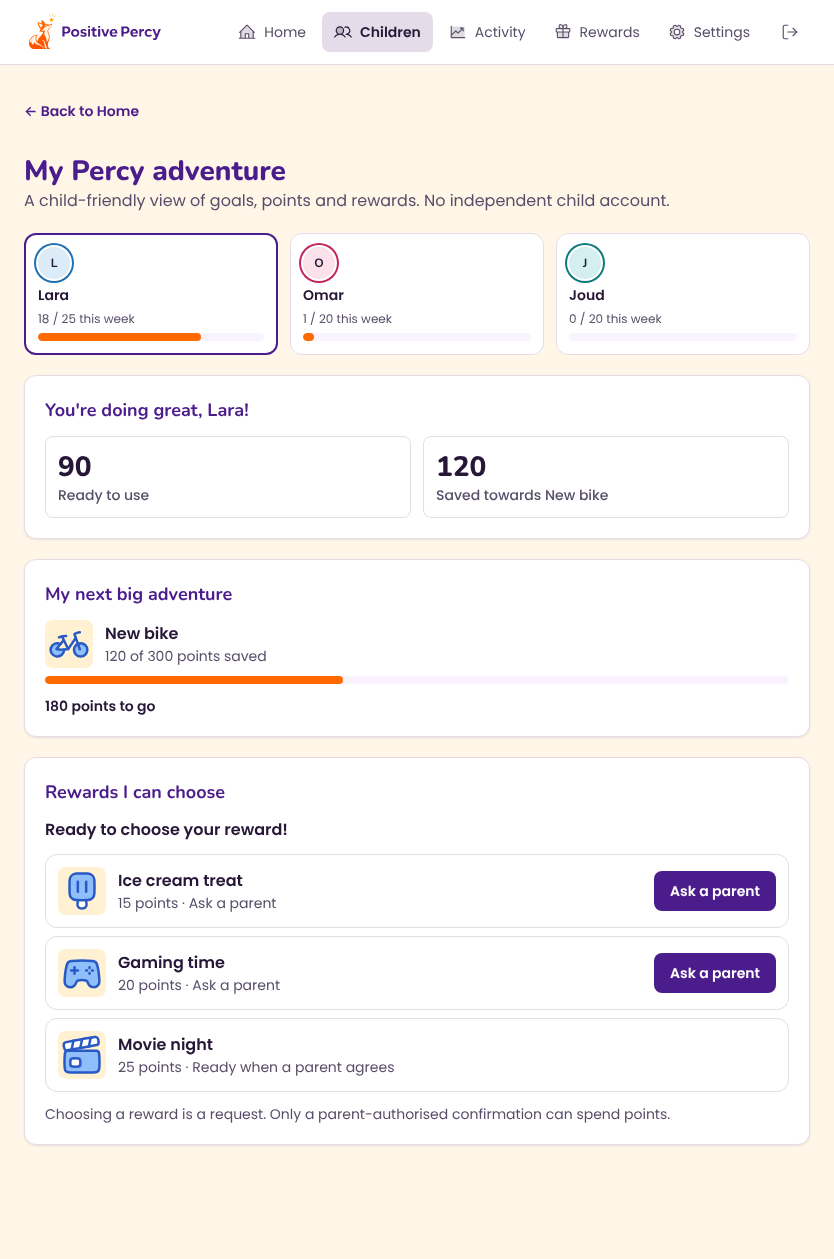 Positive Percy
Home
Children
Activity
Rewards
Settings
← Back to Home
My Percy adventure
A child-friendly view of goals, points and rewards. No independent child account.
L
Lara
18 / 25 this week
O
Omar
1 / 20 this week
J
Joud
0 / 20 this week
You're doing great, Lara!
90
Ready to use
120
Saved towards New bike
My next big adventure
New bike
120 of 300 points saved
180 points to go
Rewards I can choose
Ready to choose your reward!
Ice cream treat
15 points · Ask a parent
Ask a parent
Gaming time
20 points · Ask a parent
Ask a parent
Movie night
25 points · Ready when a parent agrees
Choosing a reward is a request. Only a parent-authorised confirmation can spend points.